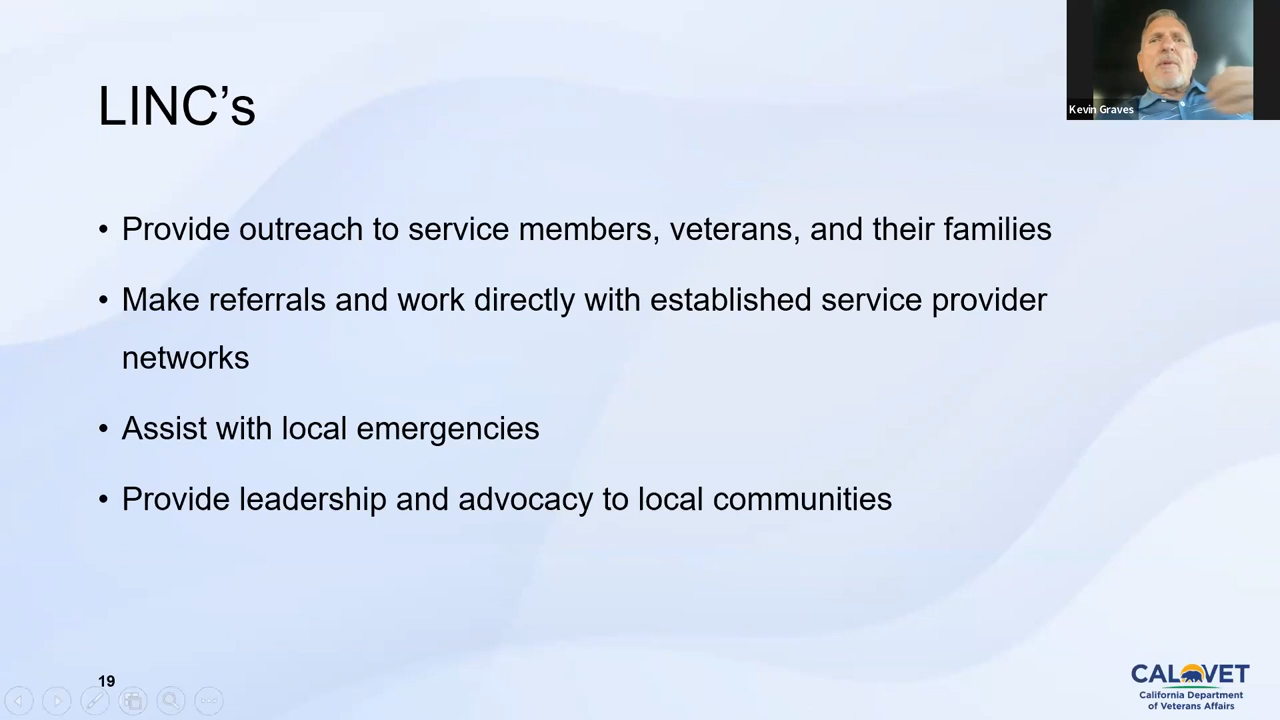 LINC’s
Kevin Graves
• Provide outreach to service members, veterans, and their families
• Make referrals and work directly with established service provider
networks
• Assist with local emergencies
• Provide leadership and advocacy to local communities
19
CALVET
California Department
of Veterans Affairs